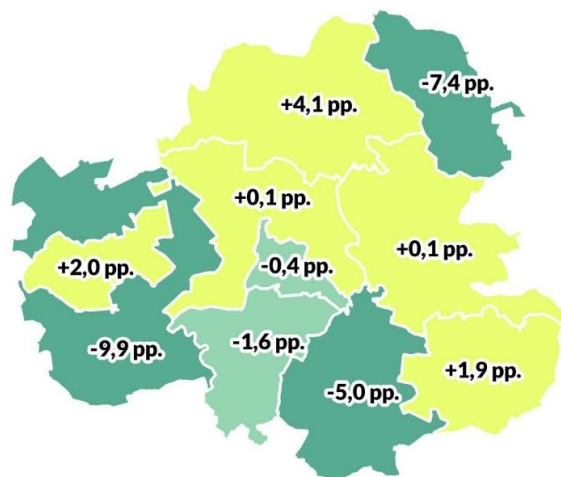 -7,4 pp.
+4,1 pp.
+0,1 pp.
+0,1 pp.
-0,4 pp.
+2,0 pp.
-9,9 pp.
-1,6 pp.
-5,0 pp.
+1,9 pp.